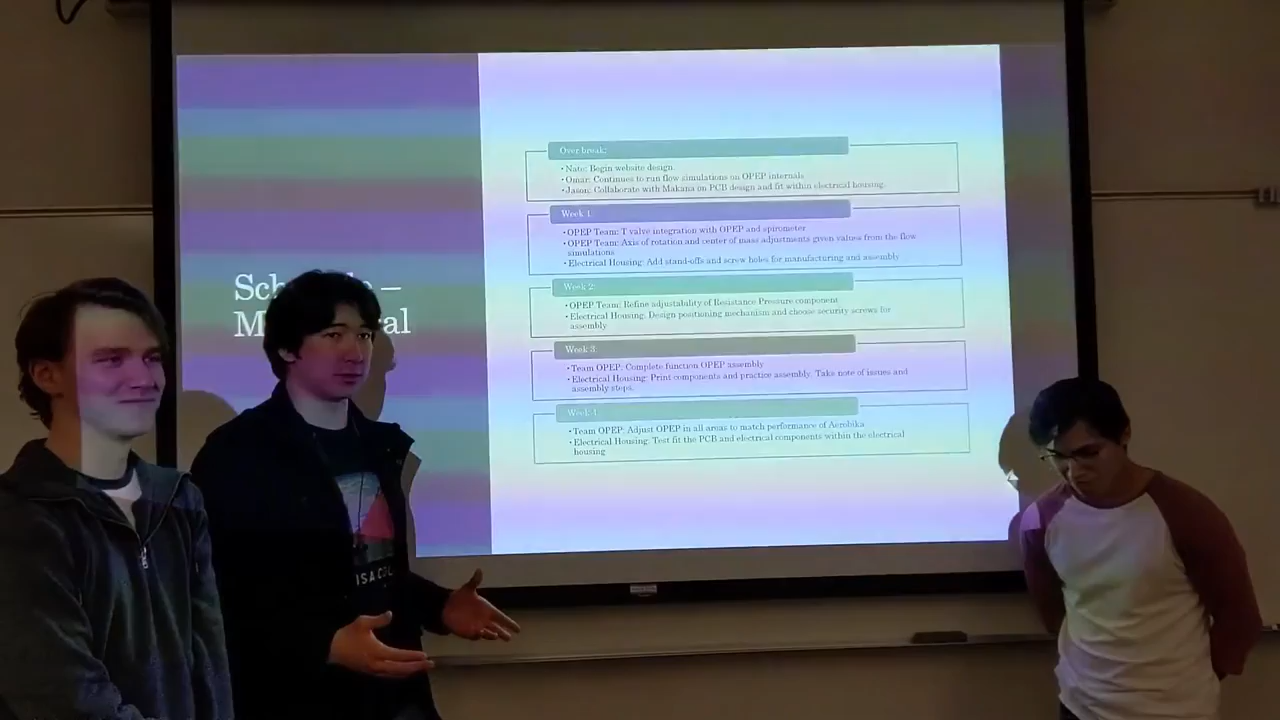 Over break:
• Nate: Begin website design.
• Omar: Continues to run flow simulations on OPEP internals
• Jason: Collaborate with Makana on PCB design and fit within electrical housing.
Week 1:
• OPEP Team: T valve integration with OPEP and spirometer
• OPEP Team: Axis of rotation and center of mass adjustments given values from the flow
simulations
• Electrical Housing: Add stand-offs and screw holes for manufacturing and assembly
Week 2:
• OPEP Team: Refine adjustability of Resistance Pressure component
• Electrical Housing: Design positioning mechanism and choose security screws for
assembly
Week 3:
• Team OPEP: Complete function OPEP assembly
• Electrical Housing: Print components and practice assembly. Take note of issues and
assembly steps.
Week 4:
• Team OPEP: Adjust OPEP in all areas to match performance of Aerobika
• Electrical Housing: Test fit the PCB and electrical components within the electrical
housing